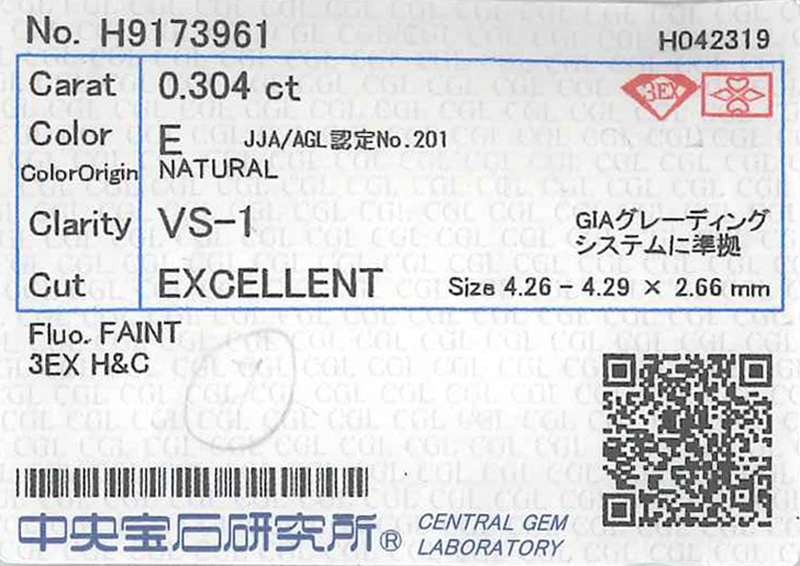 No. H9173961
H042319
Carat 0.304 ct
3EX
Color E JJA/AGL認定No.201
ColorOrigin NATURAL
Clarity VS-1
GIAグレーディング
システムに準拠
Cut EXCELLENT Size 4.26 - 4.29 × 2.66 mm
Fluo. FAINT
3EX H&C
中央宝石研究所® CENTRAL GEM
LABORATORY